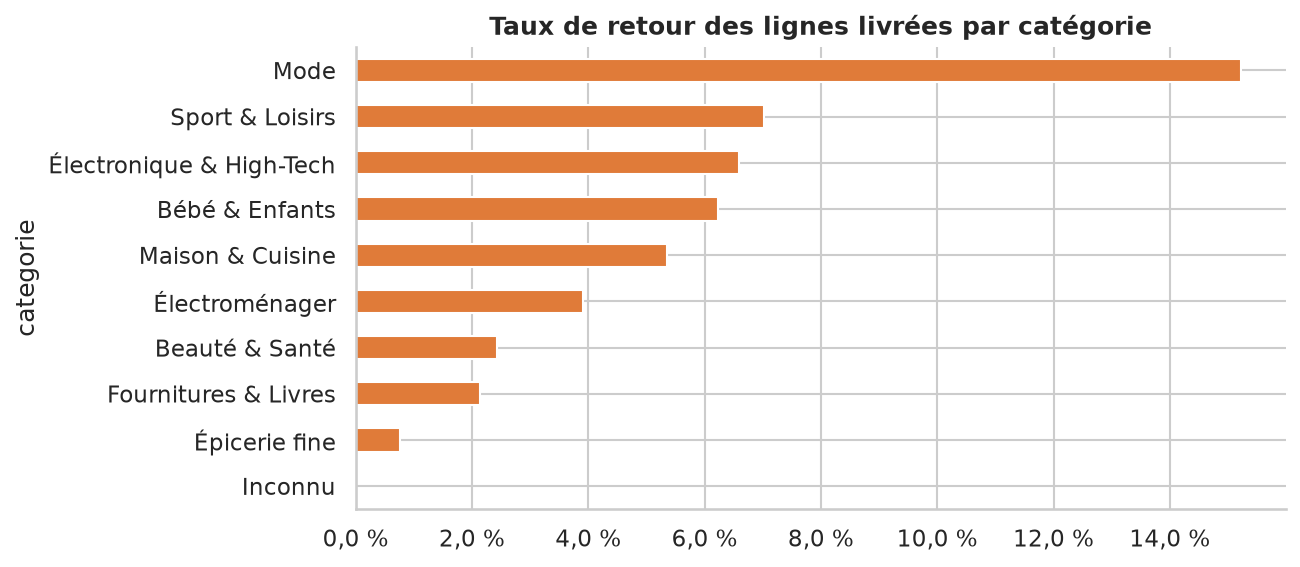 Taux de retour des lignes livrées par catégorie
categorie
Mode
Sport & Loisirs
Électronique & High-Tech
Bébé & Enfants
Maison & Cuisine
Électroménager
Beauté & Santé
Fournitures & Livres
Épicerie fine
Inconnu
0,0 % 2,0 % 4,0 % 6,0 % 8,0 % 10,0 % 12,0 % 14,0 %